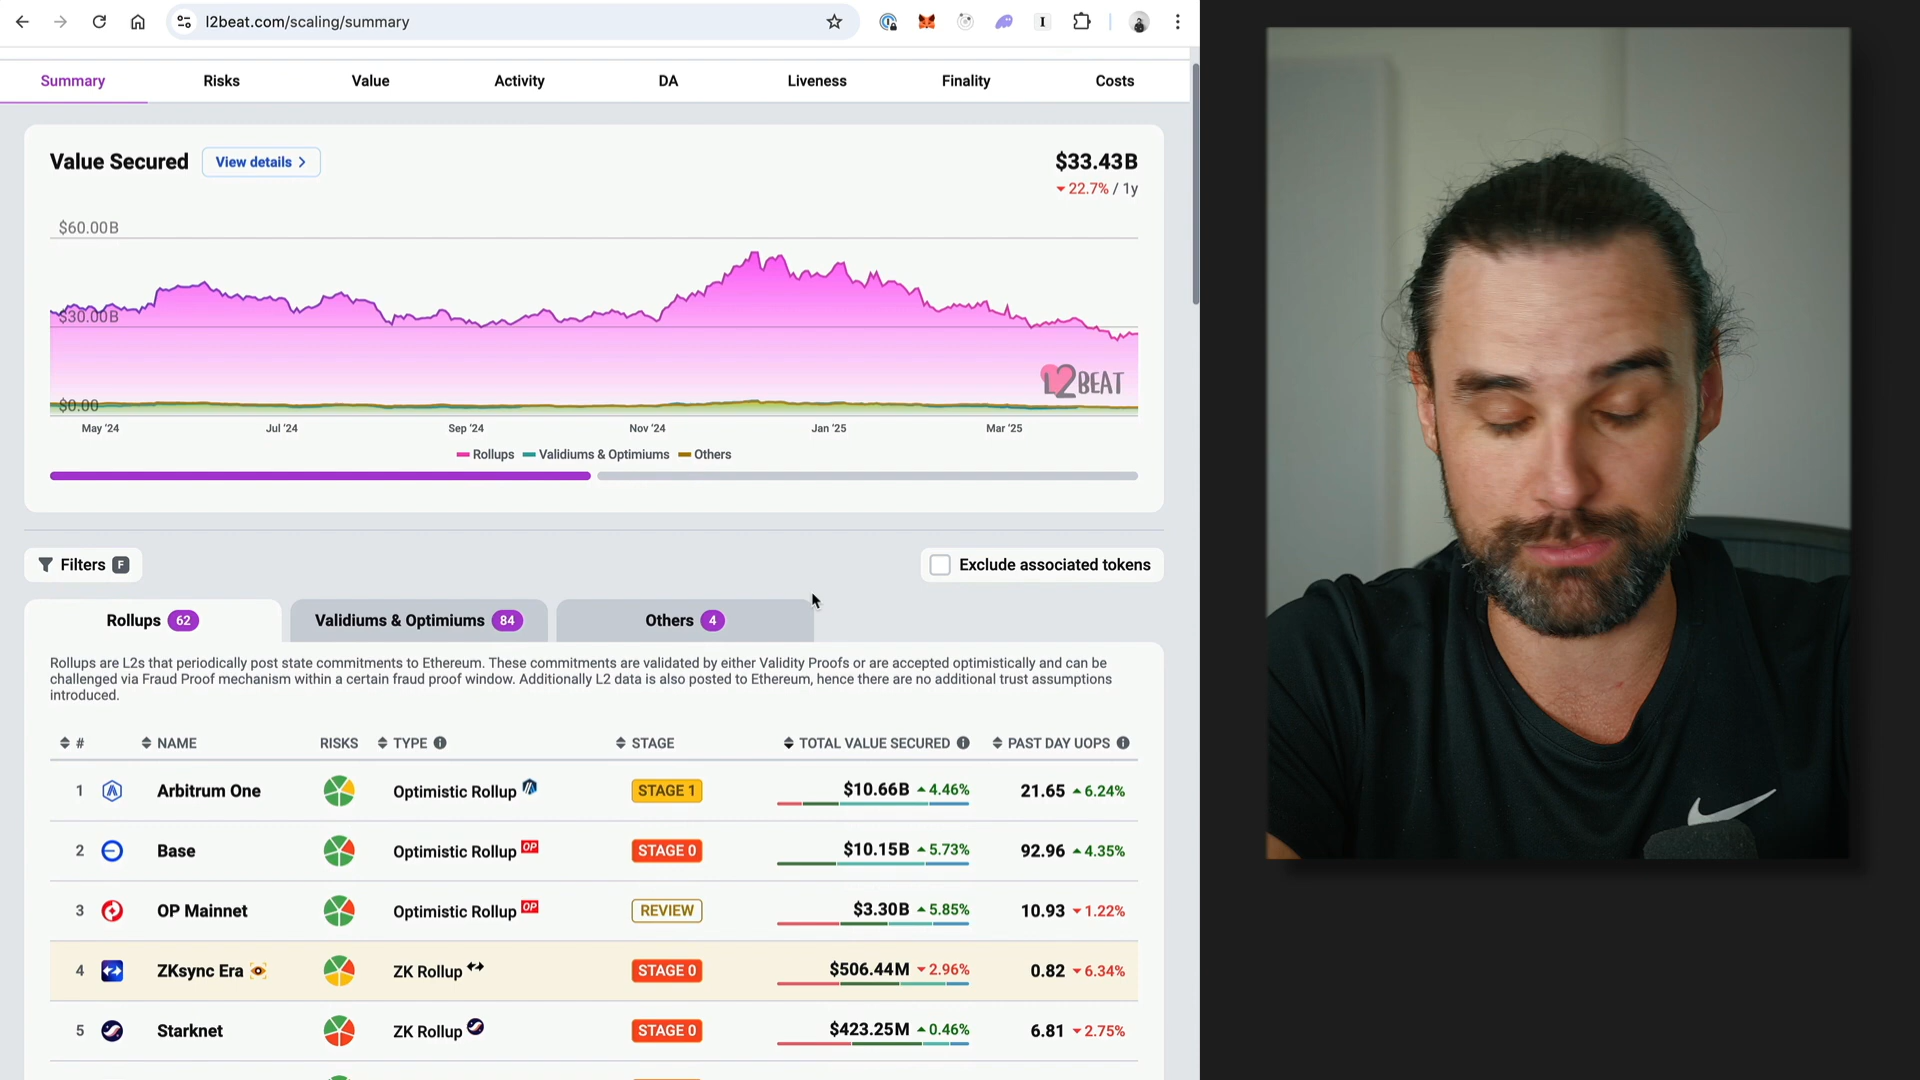 l2beat.com/scaling/summary
Summary Risks Value Activity DA Liveness Finality Costs
Value Secured View details $33.43B
22.7% / 1y
$60.00B
$30.00B
L2BEAT
$0.00
May '24 Jul '24 Sep '24 Nov '24 Jan '25 Mar '25
Rollups Validiums & Optimiums Others
Filters F Exclude associated tokens
Rollups 62 Validiums & Optimiums 84 Others 4
Rollups are L2s that periodically post state commitments to Ethereum. These commitments are validated by either Validity Proofs or are accepted optimistically and can be
challenged via Fraud Proof mechanism within a certain fraud proof window. Additionally L2 data is also posted to Ethereum, hence there are no additional trust assumptions
introduced.
# NAME RISKS TYPE STAGE TOTAL VALUE SECURED PAST DAY UOPS
1 Arbitrum One Optimistic Rollup STAGE 1 $10.66B 4.46% 21.65 6.24%
2 Base Optimistic Rollup OP STAGE 0 $10.15B 5.73% 92.96 4.35%
3 OP Mainnet Optimistic Rollup OP REVIEW $3.30B 5.85% 10.93 1.22%
4 ZKsync Era ZK Rollup STAGE 0 $506.44M 2.96% 0.82 6.34%
5 Starknet ZK Rollup STAGE 0 $423.25M 0.46% 6.81 2.75%